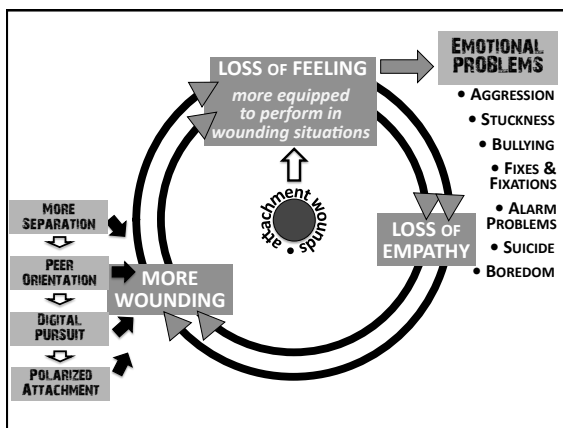 LOSS OF FEELING
more equipped
to perform in
wounding situations
EMOTIONAL
PROBLEMS
• AGGRESSION
• STUCKNESS
• BULLYING
• FIXES &
FIXATIONS
• ALARM
PROBLEMS
• SUICIDE
• BOREDOM
attachment wounds •
LOSS OF
EMPATHY
MORE
WOUNDING
MORE
SEPARATION
PEER
ORIENTATION
DIGITAL
PURSUIT
POLARIZED
ATTACHMENT